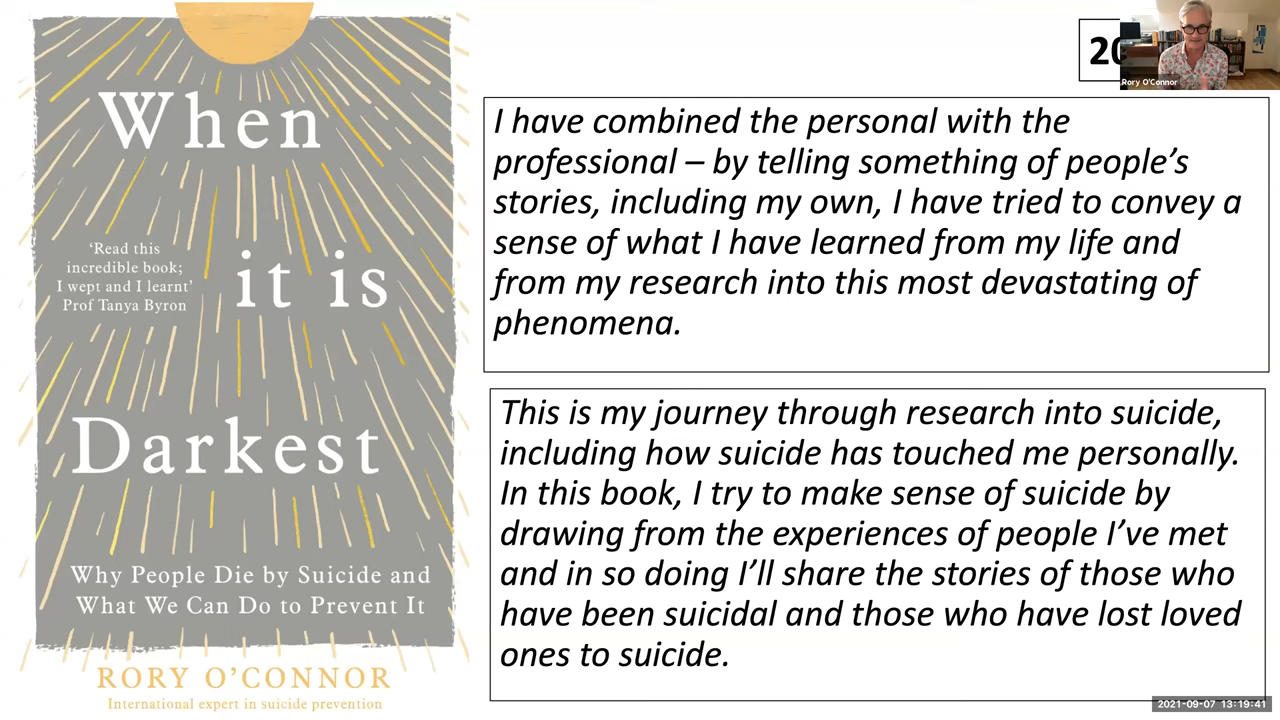 When
'Read this
incredible book;
I wept and I learnt'
Prof Tanya Byron
it is
Darkest
Why People Die by Suicide and
What We Can Do to Prevent It
RORY O'CONNOR
International expert in suicide prevention
Rory O'Connor
I have combined the personal with the
professional – by telling something of people's
stories, including my own, I have tried to convey a
sense of what I have learned from my life and
from my research into this most devastating of
phenomena.
This is my journey through research into suicide,
including how suicide has touched me personally.
In this book, I try to make sense of suicide by
drawing from the experiences of people I've met
and in so doing I'll share the stories of those who
have been suicidal and those who have lost loved
ones to suicide.
2021-09-07 13:19:41